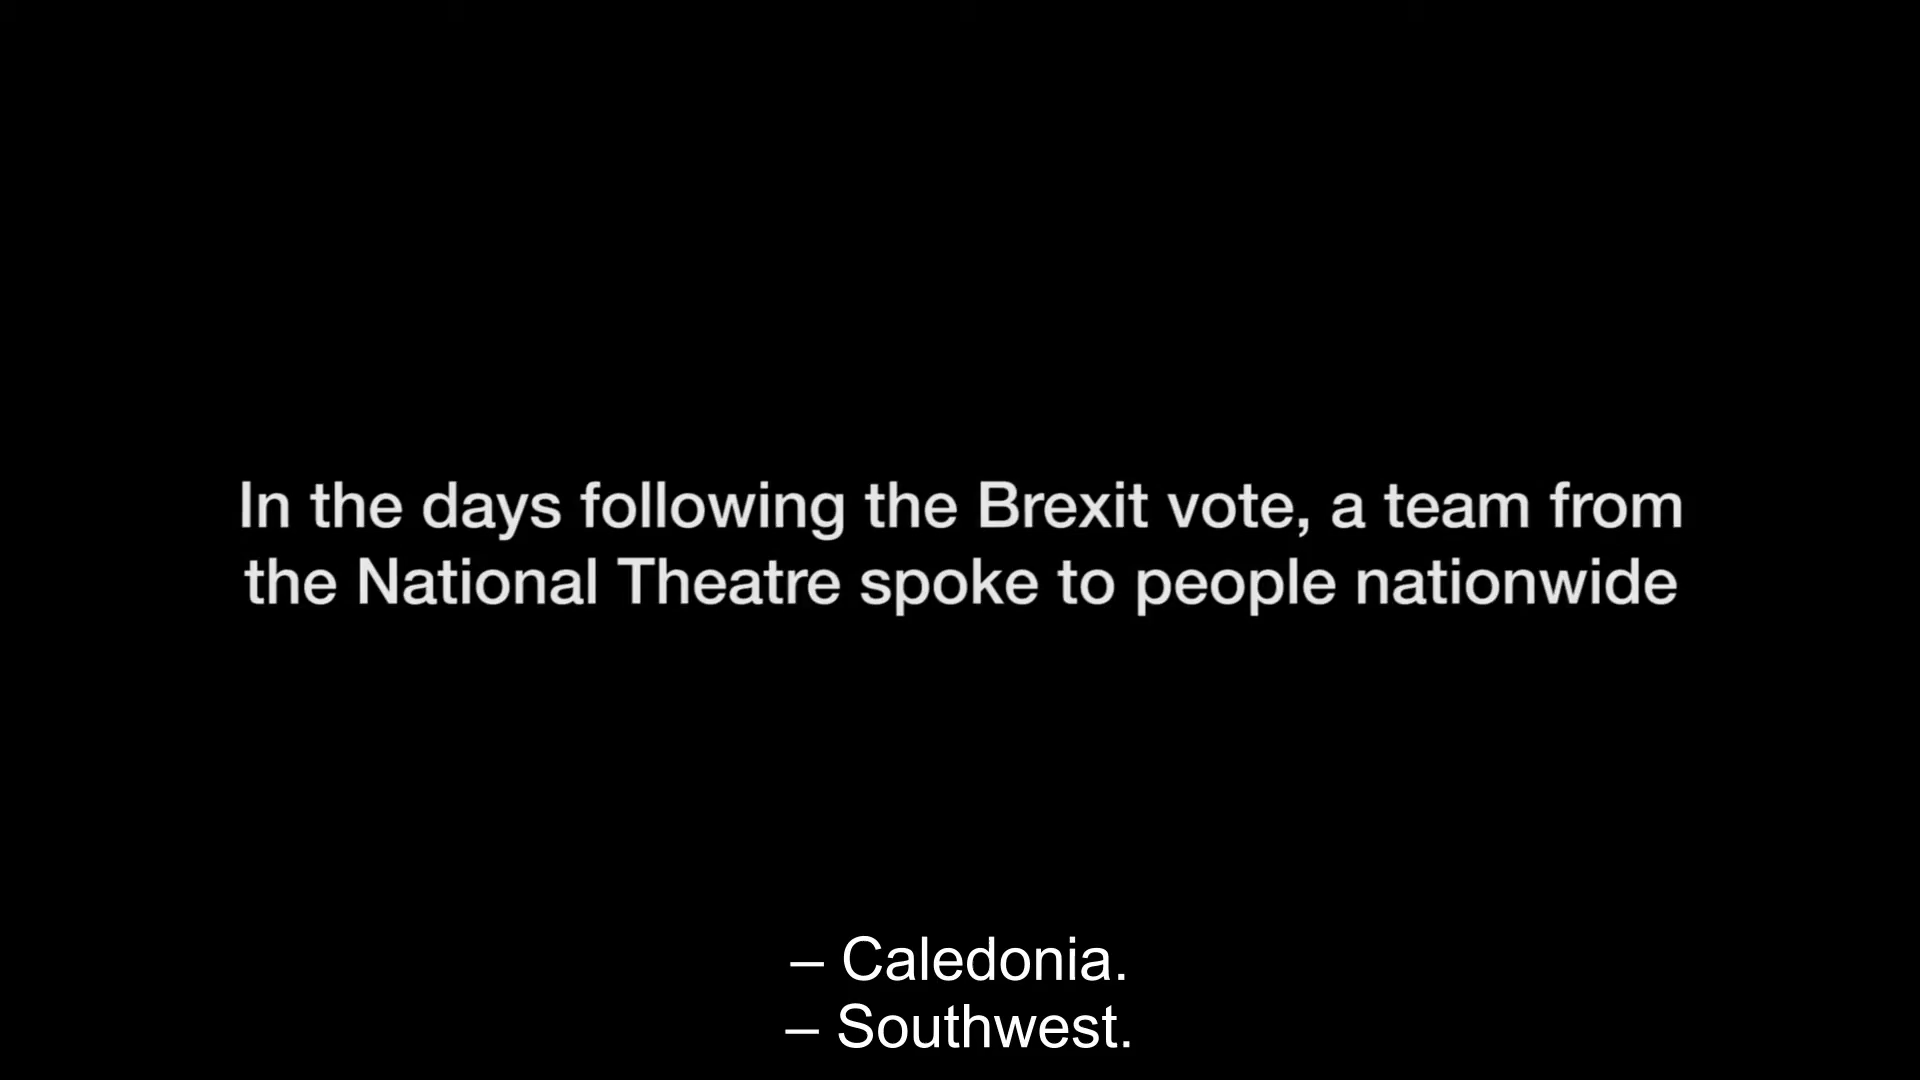 In the days following the Brexit vote, a team from
the National Theatre spoke to people nationwide
– Caledonia.
– Southwest.